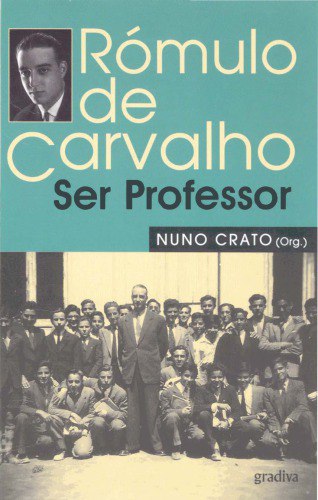 Rómulo
de
Carvalho
Ser Professor
NUNO CRATO (Org.)
gradiva